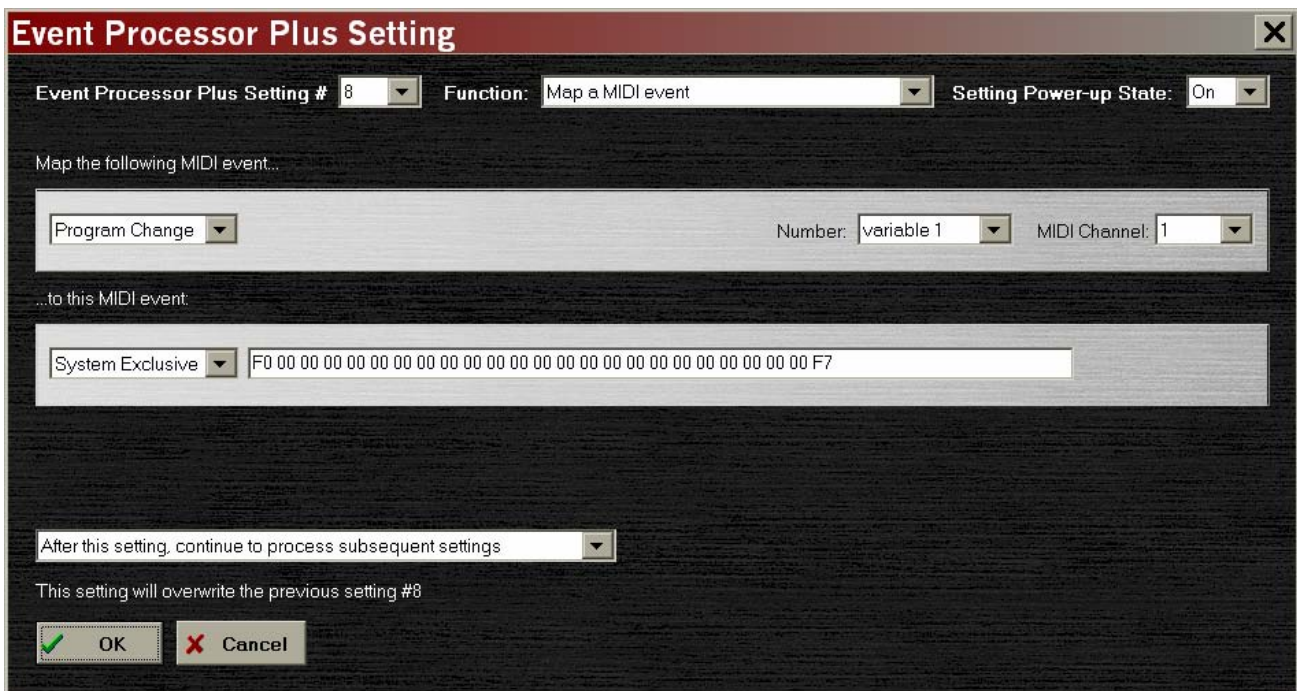 Event Processor Plus Setting
Event Processor Plus Setting # 8 Function: Map a MIDI event Setting Power-up State: On
Map the following MIDI event...
Program Change Number: variable 1 MIDI Channel: 1
...to this MIDI event:
System Exclusive F0 00 00 00 00 00 00 00 00 00 00 00 00 00 00 00 00 00 00 00 00 00 00 00 F7
After this setting, continue to process subsequent settings
This setting will overwrite the previous setting #8
OK Cancel